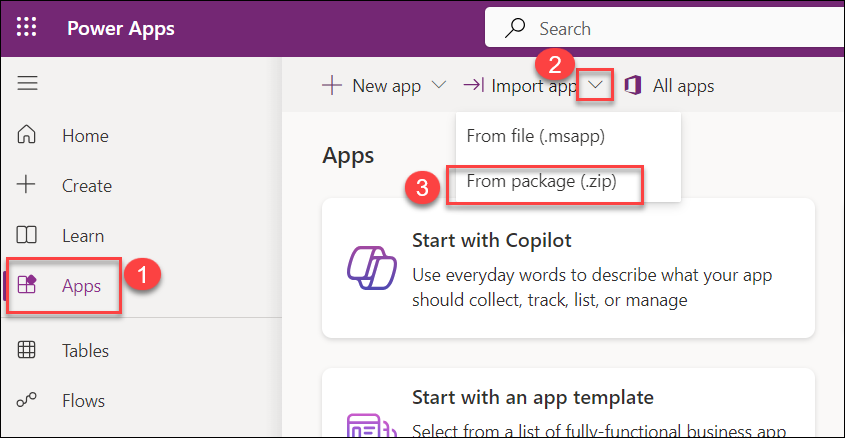 Power Apps
Search
2
New app
Import app
All apps
Home
From file (.msapp)
Apps
3
From package (.zip)
Create
Learn
Start with Copilot
1
Apps
Use everyday words to describe what your app
should collect, track, list, or manage
Tables
Flows
Start with an app template
Select from a list of fully-functional business app